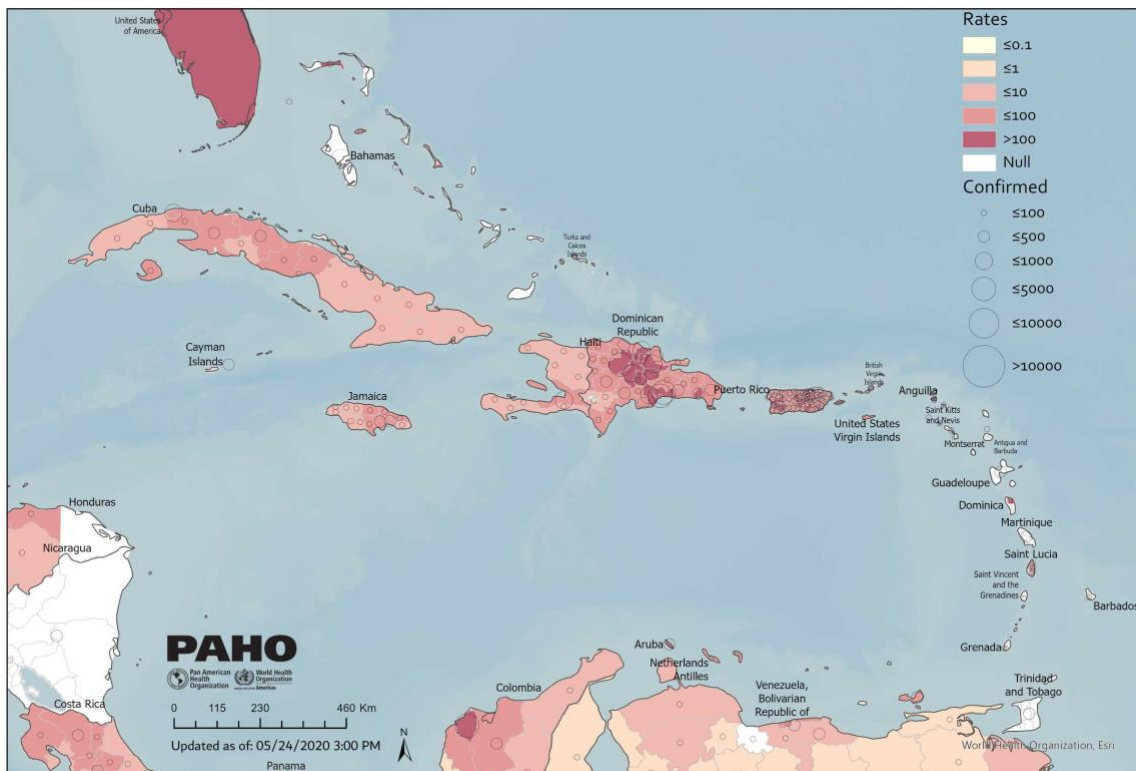 United States
of America
Rates
≤0.1
≤1
≤10
≤100
>100
Null
Confirmed
≤100
≤500
≤1000
≤5000
≤10000
>10000
Bahamas
Cuba
Turks and
Caicos
Islands
Dominican
Republic
Haiti
Cayman
Islands
Jamaica
Puerto Rico
British
Virgin
Islands
United States
Virgin Islands
Anguilla
Saint Kitts
and Nevis
Antigua and
Barbuda
Montserrat
Guadeloupe
Dominica
Martinique
Saint Lucia
Saint Vincent
and the
Grenadines
Barbados
Grenada
Trinidad
and Tobago
Honduras
Nicaragua
Costa Rica
Panama
Colombia
Aruba
Netherlands
Antilles
Venezuela,
Bolivarian
Republic of
PAHO
Pan American
Health
Organization
World Health
Organization
Americas
0 115 230 460 Km
Updated as of: 05/24/2020 3:00 PM
N
World Health Organization, Esri